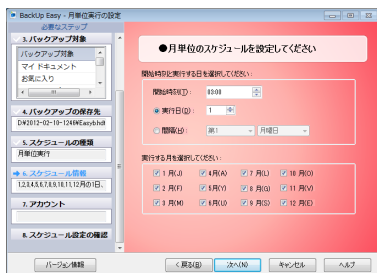 BackUp Easy - 月単位実行の設定
必要なステップ
3. バックアップ対象
バックアップ対象
マイ ドキュメント
お気に入り
4. バックアップの保存先
D:¥2012-02-10-1246¥Easybhdf
5. スケジュールの種類
月単位実行
6. スケジュール情報
1,2,3,4,5,6,7,8,9,10,11,12月の1日、
7. アカウント
8. スケジュール設定の確認
●月単位のスケジュールを設定してください
開始時刻と実行する日を選択してください:
開始時刻(T): 03:00
実行日(D): 1
間隔(H): 第1 月曜日
実行する月を選択してください:
1 月(J) 4 月(A) 7 月(L) 10 月(O)
2 月(F) 5 月(Y) 8 月(G) 11 月(V)
3 月(M) 6 月(U) 9 月(S) 12 月(E)
バージョン情報 < 戻る(B) 次へ(N) キャンセル ヘルプ